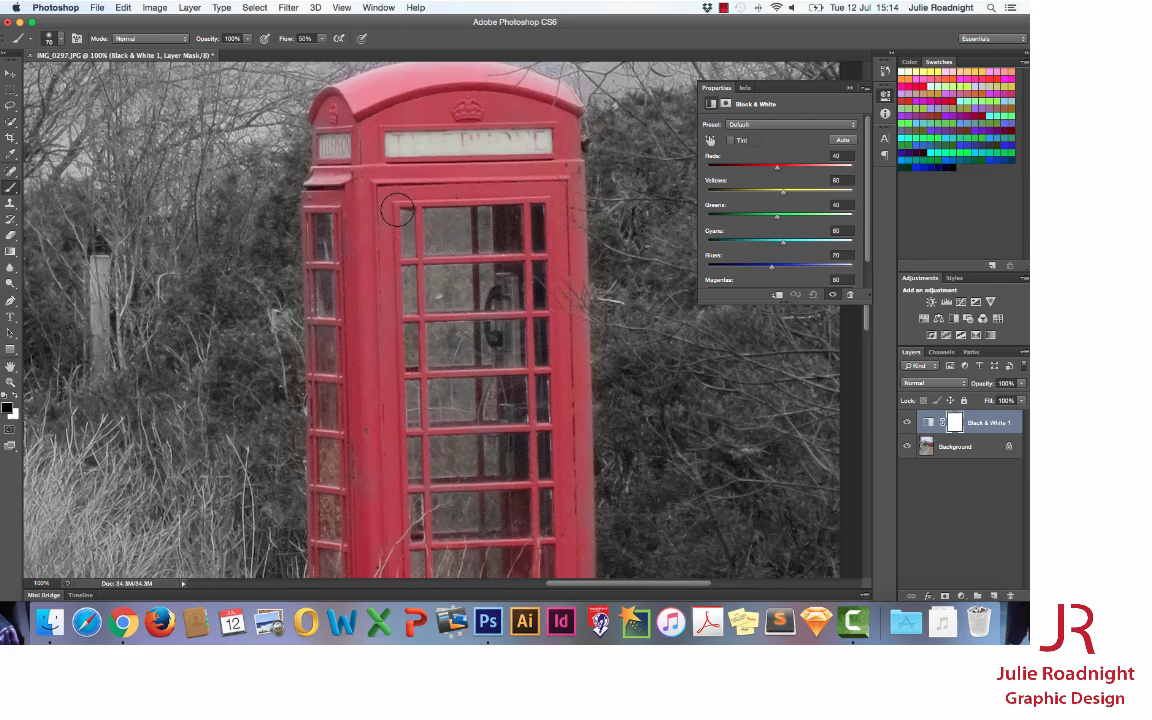 Photoshop File Edit Image Layer Type Select Filter 3D View Window Help Tue 12 Jul 15:14 Julie Roadnight
Adobe Photoshop CS6
70 Mode: Normal Opacity: 100% Flow: 50% Essentials
IMG_0297.JPG @ 100% (Black & White 1, Layer Mask/8) *
Color Swatches
Properties Info
Black & White
Preset: Default
Tint Auto
Reds: 40
Yellows: 60
Greens: 40
Cyans: 60
Blues: 20
Magentas: 80
Adjustments Styles
Add an adjustment
Layers Channels Paths
Kind
Normal Opacity: 100%
Lock: Fill: 100%
Black & White 1
Background
100% Doc: 34.3M/34.3M
Mini Bridge Timeline
JUL
12
Ps Ai Id
JR
Julie Roadnight
Graphic Design